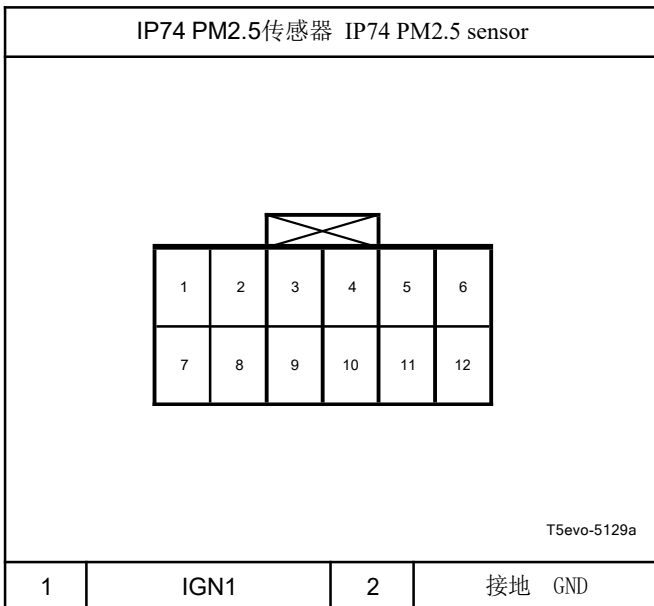 IP74 PM2.5传感器 IP74 PM2.5 sensor
1 2 3 4 5 6
7 8 9 10 11 12
T5evo-5129a
1 IGN1 2 接地 GND